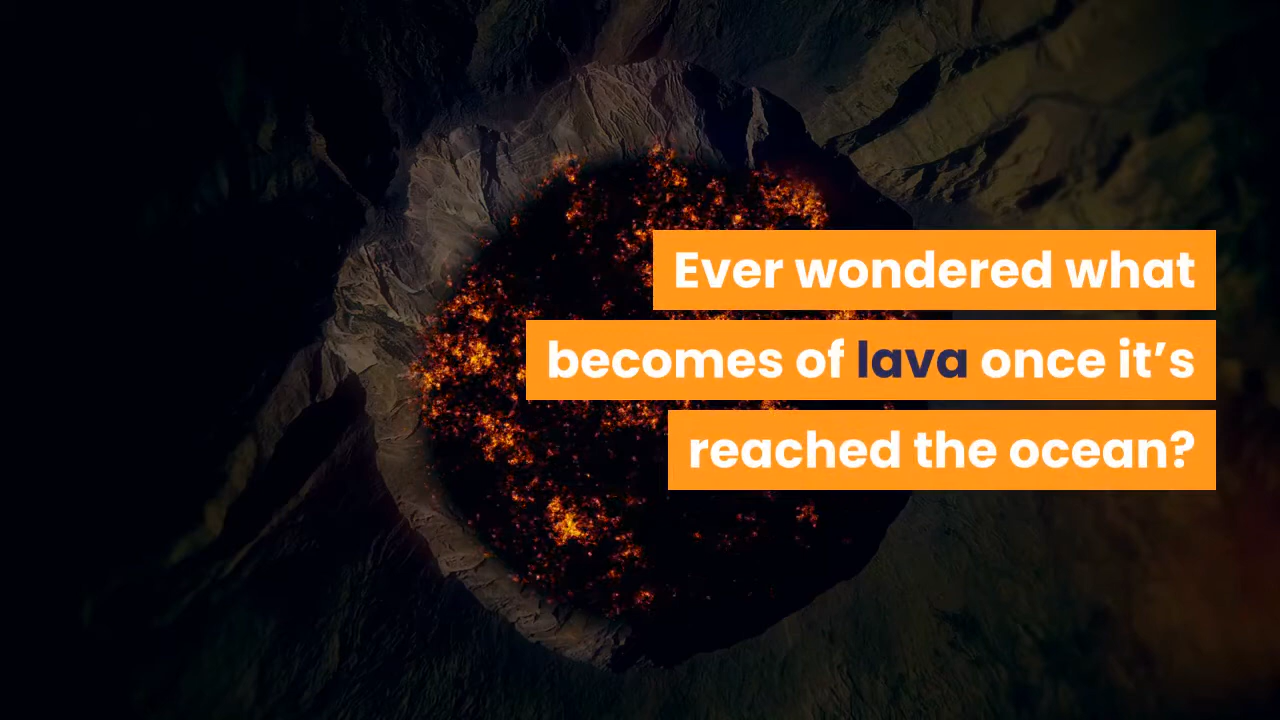 Ever wondered what
becomes of lava once it’s
reached the ocean?